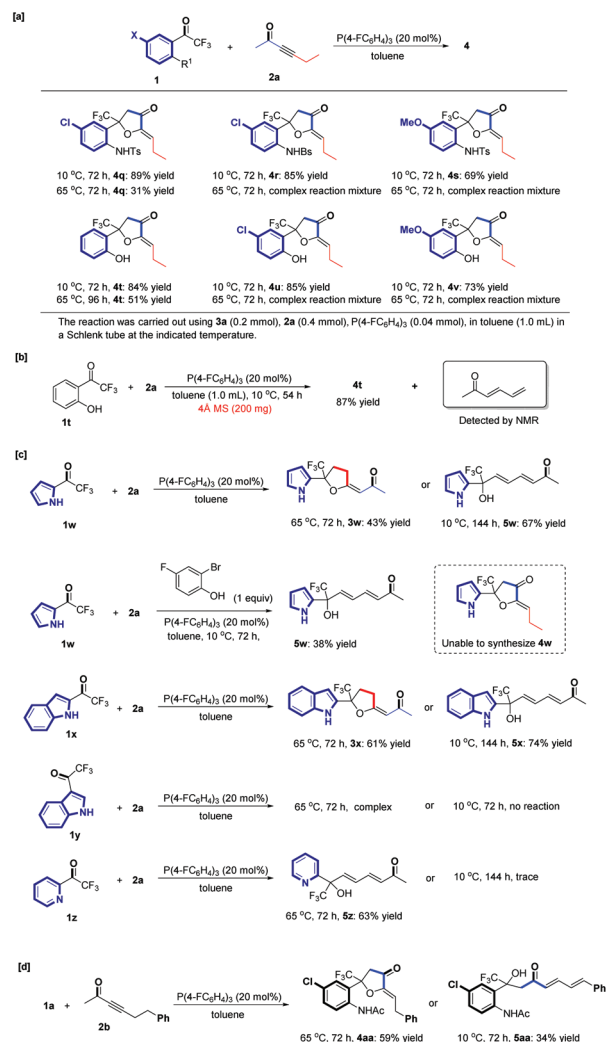 [a]
O
X
CF3
R1
1
+
O
2a
P(4-FC6H4)3 (20 mol%)
toluene
4
Cl
F3C
O
O
NHTs
10 °C, 72 h, 4q: 89% yield
65 °C, 72 h, 4q: 31% yield
Cl
F3C
O
O
NHBs
10 °C, 72 h, 4r: 85% yield
65 °C, 72 h, complex reaction mixture
MeO
F3C
O
O
NHTs
10 °C, 72 h, 4s: 69% yield
65 °C, 72 h, complex reaction mixture
F3C
O
O
OH
10 °C, 72 h, 4t: 84% yield
65 °C, 96 h, 4t: 51% yield
Cl
F3C
O
O
OH
10 °C, 72 h, 4u: 85% yield
65 °C, 72 h, complex reaction mixture
MeO
F3C
O
O
OH
10 °C, 72 h, 4v: 73% yield
65 °C, 72 h, complex reaction mixture
The reaction was carried out using 3a (0.2 mmol), 2a (0.4 mmol), P(4-FC6H4)3 (0.04 mmol), in toluene (1.0 mL) in
a Schlenk tube at the indicated temperature.
[b]
O
CF3
OH
1t
+ 2a
P(4-FC6H4)3 (20 mol%)
toluene (1.0 mL), 10 °C, 54 h
4Å MS (200 mg)
4t
87% yield
+
O
Detected by NMR
[c]
O
CF3
NH
1w
+ 2a
P(4-FC6H4)3 (20 mol%)
toluene
F3C
O
O
NH
65 °C, 72 h, 3w: 43% yield
or
F3C
OH
O
NH
10 °C, 144 h, 5w: 67% yield
O
CF3
NH
1w
+ 2a
F
Br
OH
(1 equiv)
P(4-FC6H4)3 (20 mol%)
toluene, 10 °C, 72 h,
F3C
OH
O
NH
5w: 38% yield
F3C
O
O
NH
Unable to synthesize 4w
O
CF3
N
H
1x
+ 2a
P(4-FC6H4)3 (20 mol%)
toluene
F3C
O
O
N
H
65 °C, 72 h, 3x: 61% yield
or
F3C
OH
O
N
H
10 °C, 144 h, 5x: 74% yield
O
CF3
NH
1y
+ 2a
P(4-FC6H4)3 (20 mol%)
toluene
65 °C, 72 h, complex
or
10 °C, 72 h, no reaction
O
CF3
N
1z
+ 2a
P(4-FC6H4)3 (20 mol%)
toluene
N
F3C
OH
O
65 °C, 72 h: 5z: 63% yield
or
10 °C, 144 h, trace
[d]
1a +
O
Ph
2b
P(4-FC6H4)3 (20 mol%)
toluene
Cl
F3C
O
O
NHAc
Ph
65 °C, 72 h: 4aa: 59% yield
or
Cl
F3C
OH
O
NHAc
Ph
10 °C, 72 h: 5aa: 34% yield